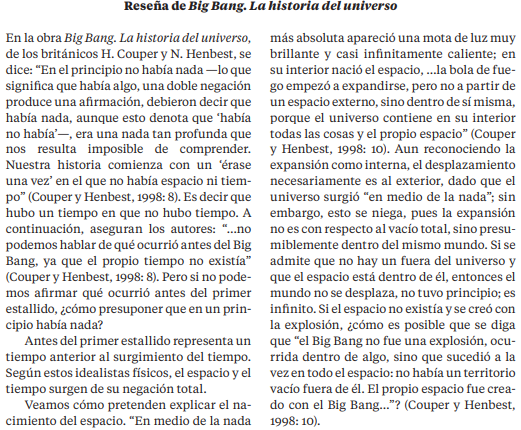 Reseña de Big Bang. La historia del universo
En la obra Big Bang. La historia del universo,
de los británicos H. Couper y N. Henbest, se
dice: “En el principio no había nada —lo que
significa que había algo, una doble negación
produce una afirmación, debieron decir que
había nada, aunque esto denota que ‘había
no había’—, era una nada tan profunda que
nos resulta imposible de comprender.
Nuestra historia comienza con un ‘érase
una vez’ en el que no había espacio ni tiem-
po” (Couper y Henbest, 1998: 8). Es decir que
hubo un tiempo en que no hubo tiempo. A
continuación, aseguran los autores: “...no
podemos hablar de qué ocurrió antes del Big
Bang, ya que el propio tiempo no existía”
(Couper y Henbest, 1998: 8). Pero si no pode-
mos afirmar qué ocurrió antes del primer
estallido, ¿cómo presuponer que en un prin-
cipio había nada?
Antes del primer estallido representa un
tiempo anterior al surgimiento del tiempo.
Según estos idealistas físicos, el espacio y el
tiempo surgen de su negación total.
Veamos cómo pretenden explicar el na-
cimiento del espacio. “En medio de la nada
más absoluta apareció una mota de luz muy
brillante y casi infinitamente caliente; en
su interior nació el espacio, ...la bola de fue-
go empezó a expandirse, pero no a partir de
un espacio externo, sino dentro de sí misma,
porque el universo contiene en su interior
todas las cosas y el propio espacio” (Couper
y Henbest, 1998: 10). Aun reconociendo la
expansión como interna, el desplazamiento
necesariamente es al exterior, dado que el
universo surgió “en medio de la nada”; sin
embargo, esto se niega, pues la expansión
no es con respecto al vacío total, sino presu-
miblemente dentro del mismo mundo. Si se
admite que no hay un fuera del universo y
que el espacio está dentro de él, entonces el
mundo no se desplaza, no tuvo principio; es
infinito. Si el espacio no existía y se creó con
la explosión, ¿cómo es posible que se diga
que “el Big Bang no fue una explosión, ocu-
rrida dentro de algo, sino que sucedió a la
vez en todo el espacio: no había un territorio
vacío fuera de él. El propio espacio fue crea-
do con el Big Bang...”? (Couper y Henbest,
1998: 10).